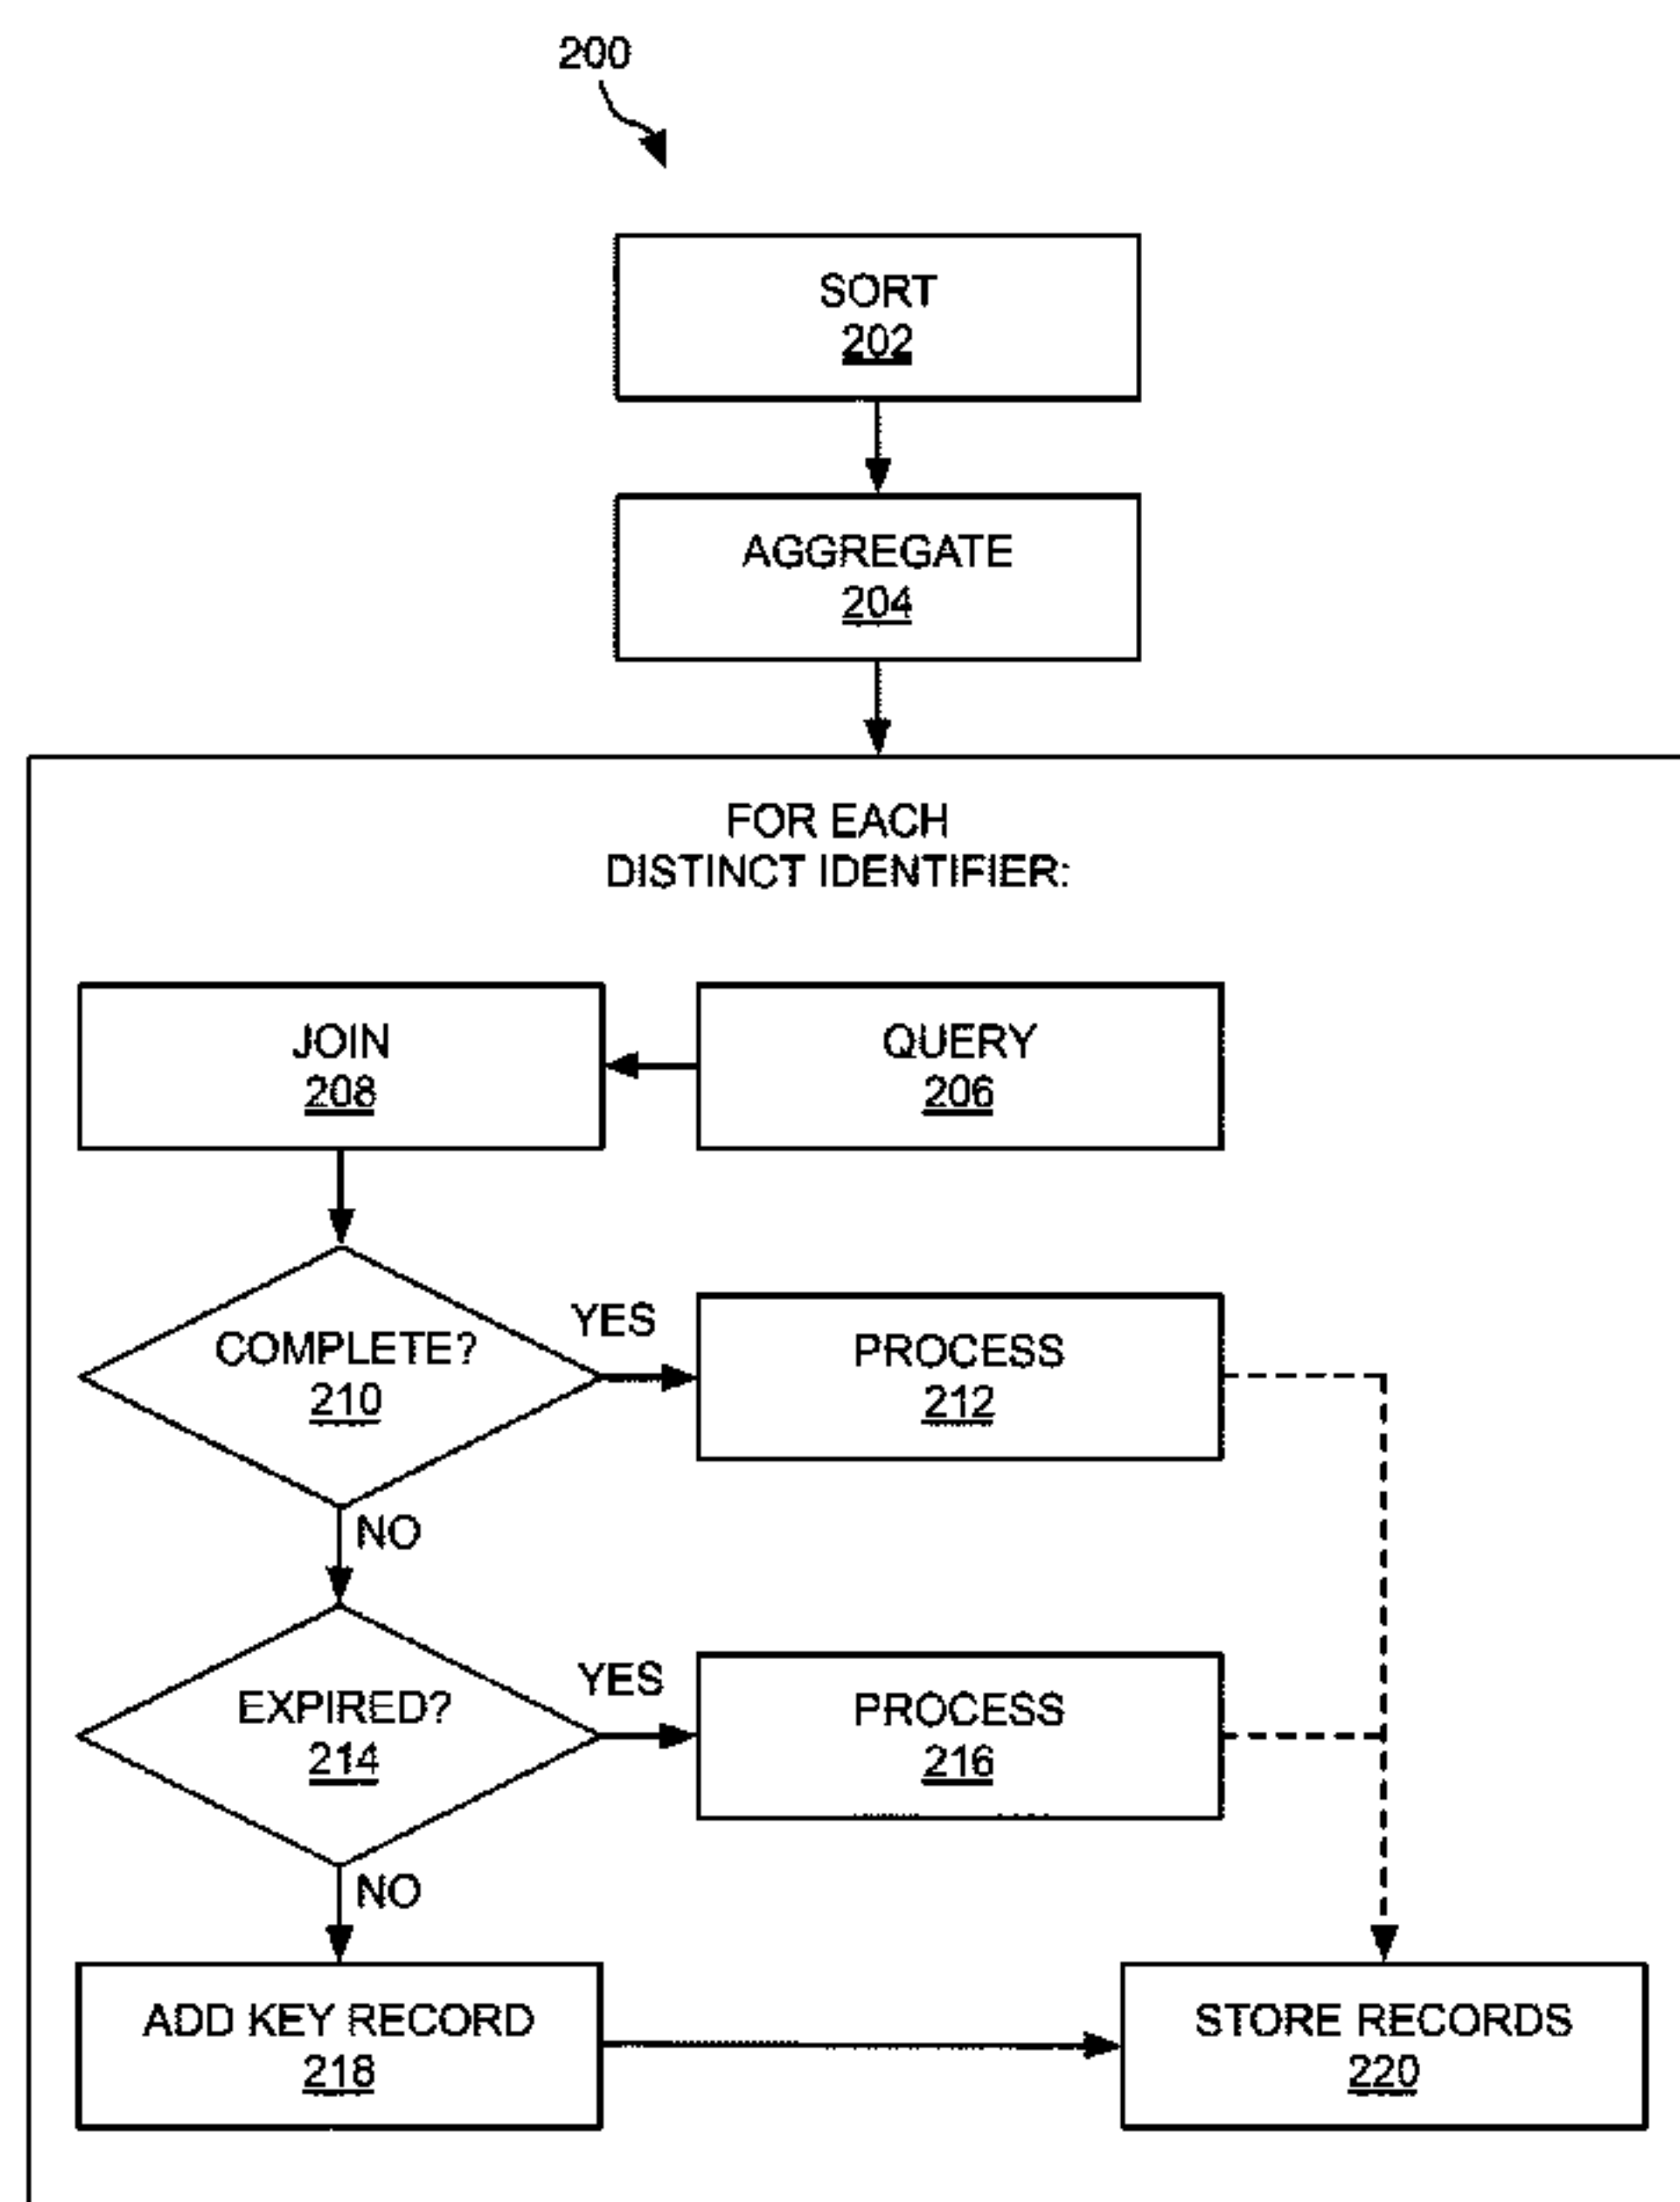 200
SORT
202
AGGREGATE
204
FOR EACH
DISTINCT IDENTIFIER:
JOIN
208
QUERY
206
COMPLETE?
210
YES
PROCESS
212
NO
EXPIRED?
214
YES
PROCESS
216
NO
ADD KEY RECORD
218
STORE RECORDS
220